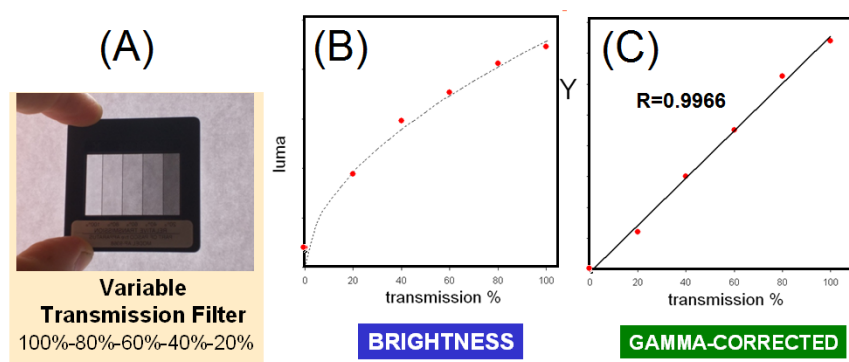 (A)
Variable
Transmission Filter
100%-80%-60%-40%-20%
(B)
luma
0 20 40 60 80 100
transmission %
BRIGHTNESS
(C)
Y
R=0.9966
0 20 40 60 80 100
transmission %
GAMMA-CORRECTED